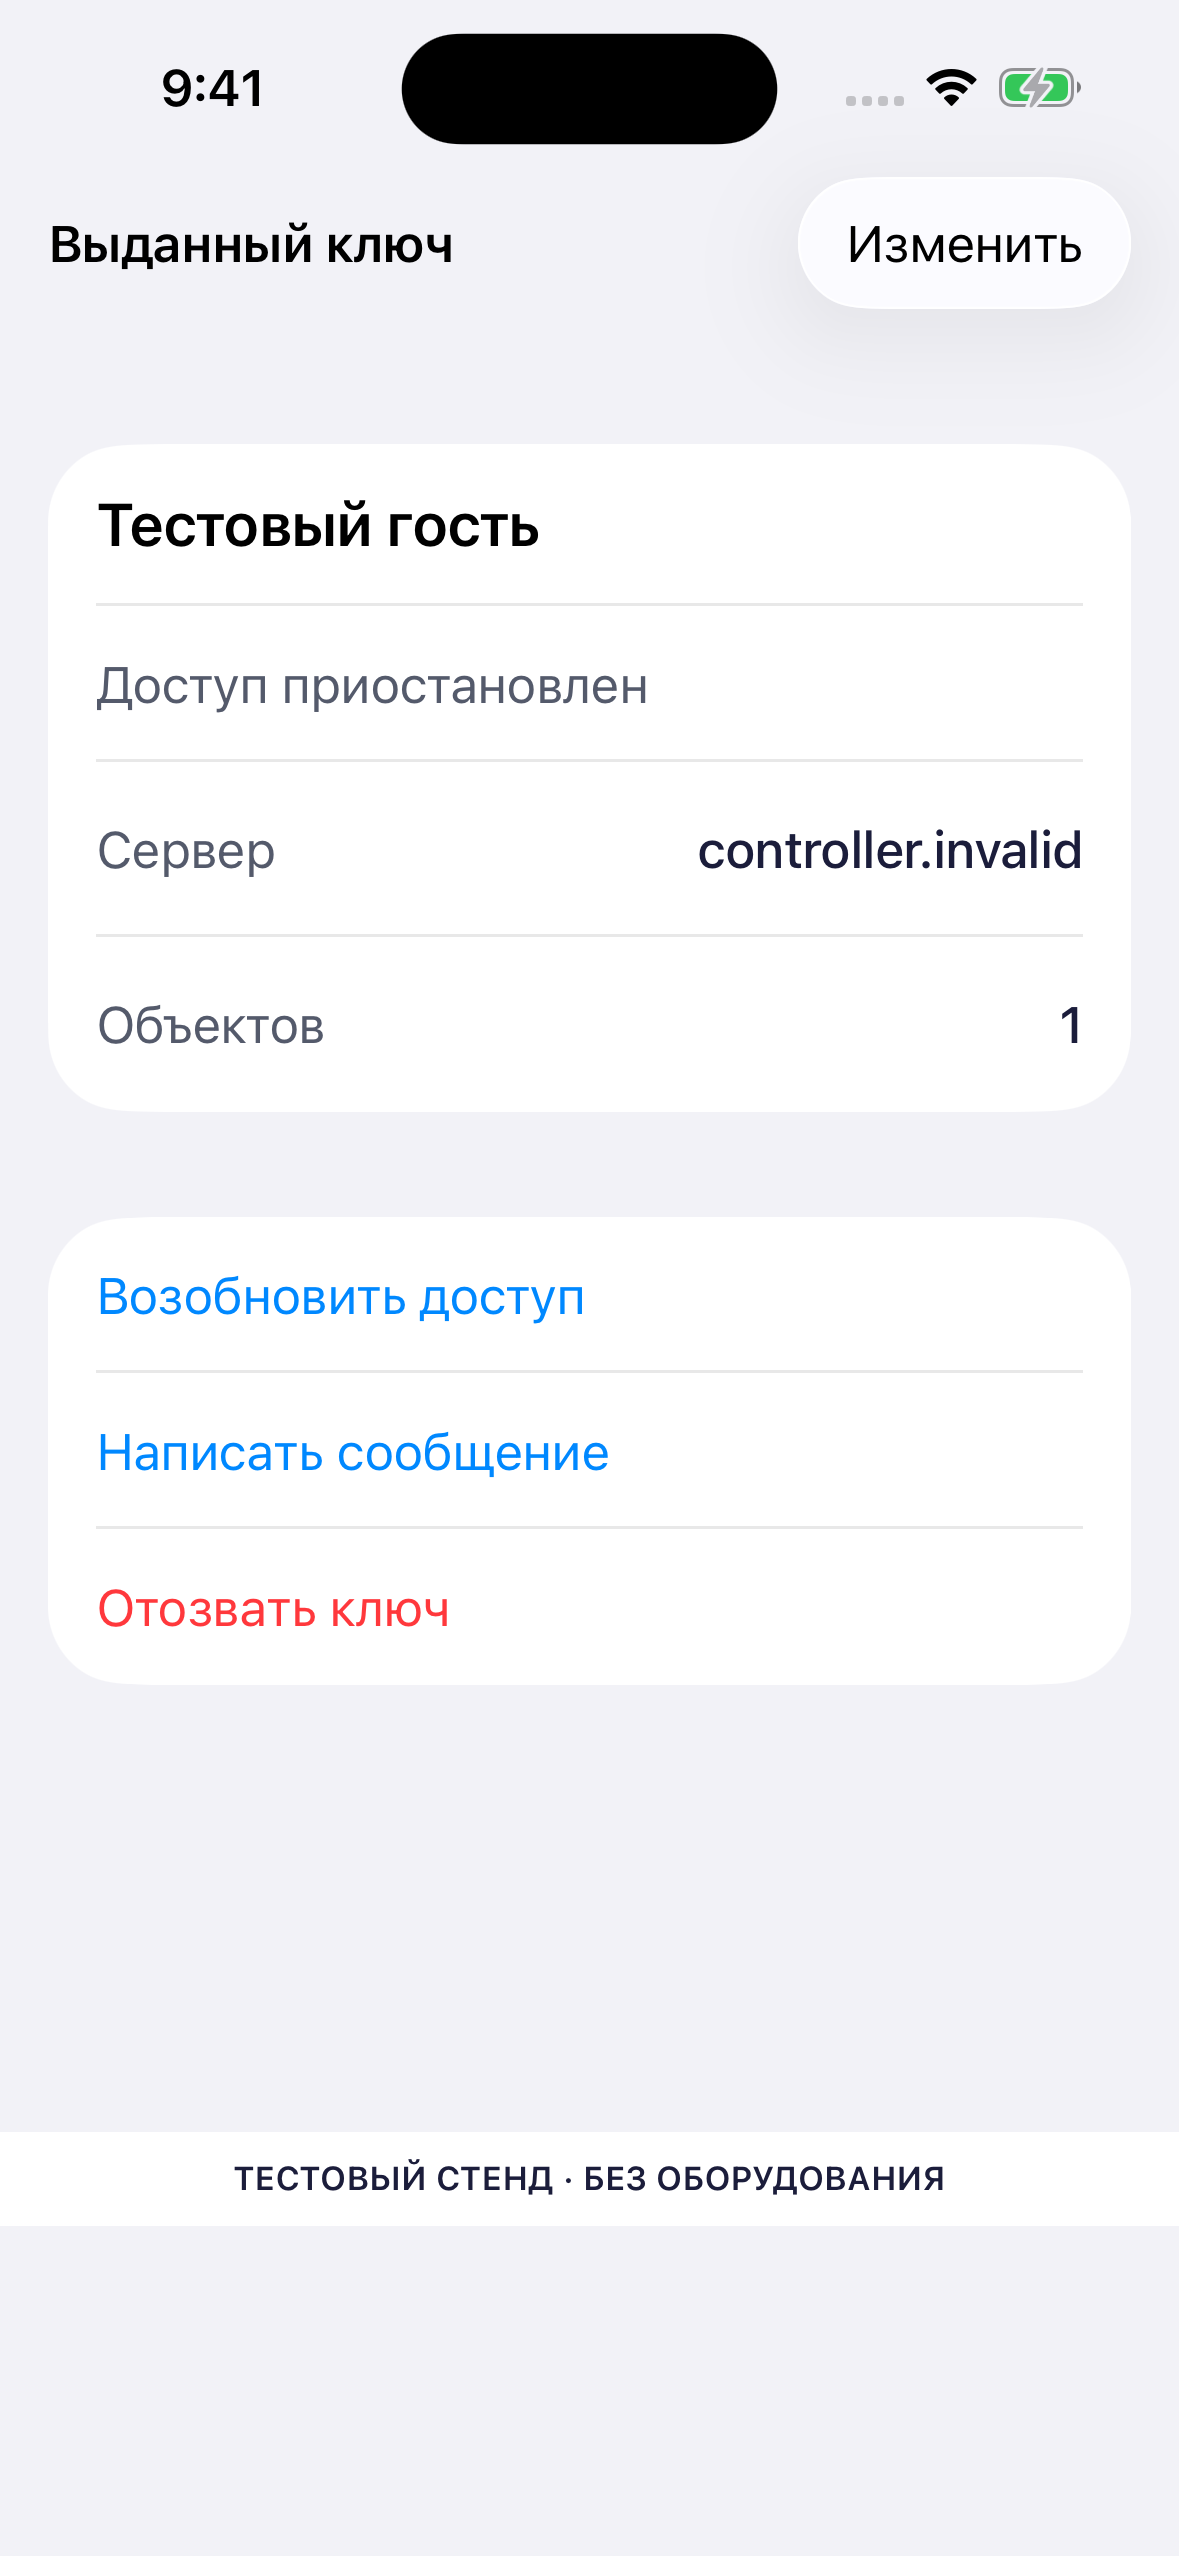 9:41
Выданный ключ
Изменить
Тестовый гость
Доступ приостановлен
Сервер controller.invalid
Объектов 1
Возобновить доступ
Написать сообщение
Отозвать ключ
ТЕСТОВЫЙ СТЕНД · БЕЗ ОБОРУДОВАНИЯ